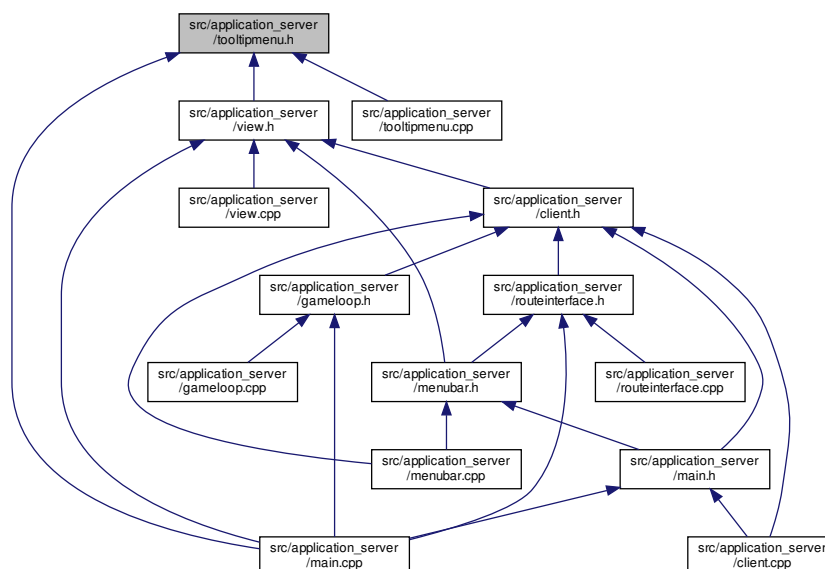 src/application_server
/tooltipmenu.h
src/application_server
/view.h
src/application_server
/tooltipmenu.cpp
src/application_server
/view.cpp
src/application_server
/client.h
src/application_server
/gameloop.h
src/application_server
/routeinterface.h
src/application_server
/gameloop.cpp
src/application_server
/menubar.h
src/application_server
/routeinterface.cpp
src/application_server
/menubar.cpp
src/application_server
/main.h
src/application_server
/main.cpp
src/application_server
/client.cpp